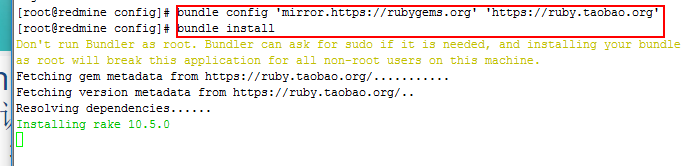 [root@redmine config]# bundle config 'mirror.https://rubygems.org' 'https://ruby.taobao.org'
[root@redmine config]# bundle install
Don't run Bundler as root. Bundler can ask for sudo if it is needed, and installing your bundle
as root will break this application for all non-root users on this machine.
Fetching gem metadata from https://ruby.taobao.org/...........
Fetching version metadata from https://ruby.taobao.org/..
Resolving dependencies......
Installing rake 10.5.0